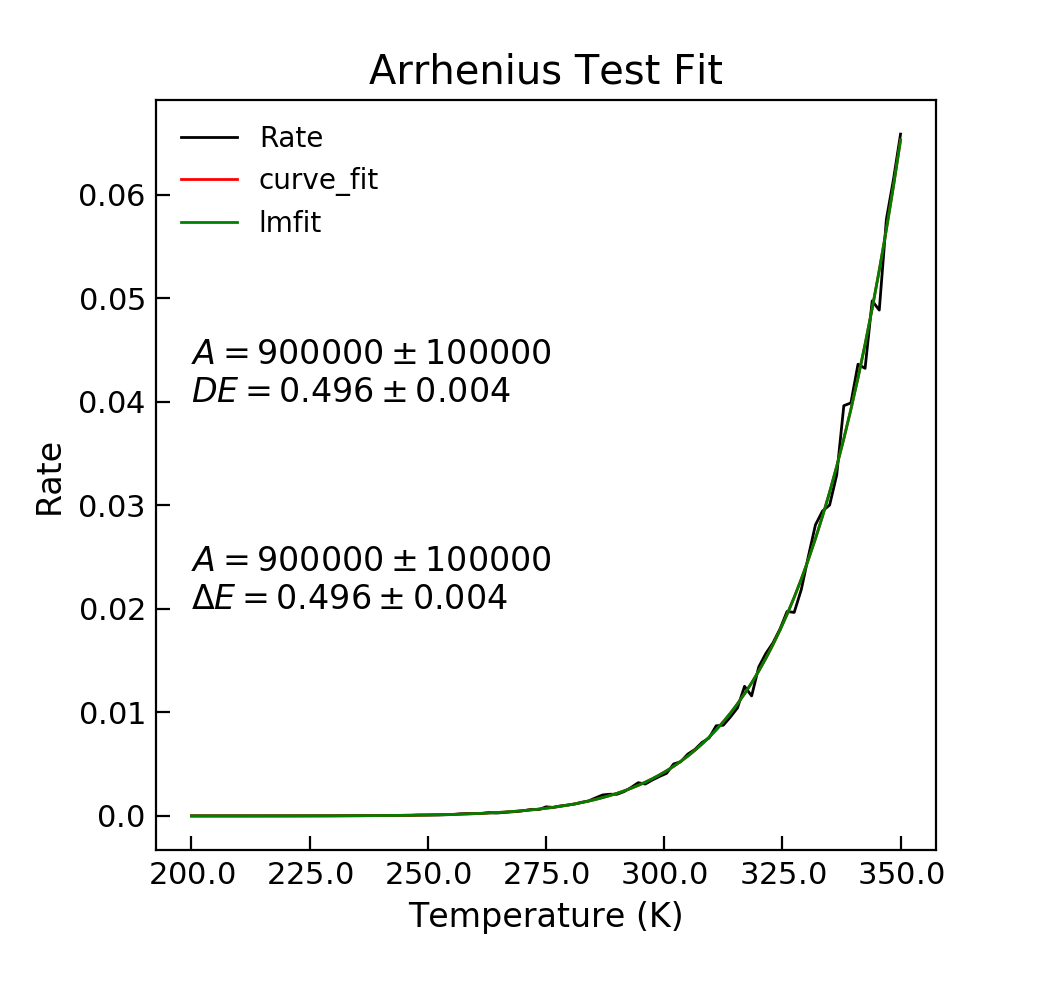 Arrhenius Test Fit
Rate
curve_fit
lmfit
0.06
0.05
0.04
0.03
0.02
0.01
0.0
A = 900000 ± 100000
DE = 0.496 ± 0.004
A = 900000 ± 100000
ΔE = 0.496 ± 0.004
Rate
200.0 225.0 250.0 275.0 300.0 325.0 350.0
Temperature (K)